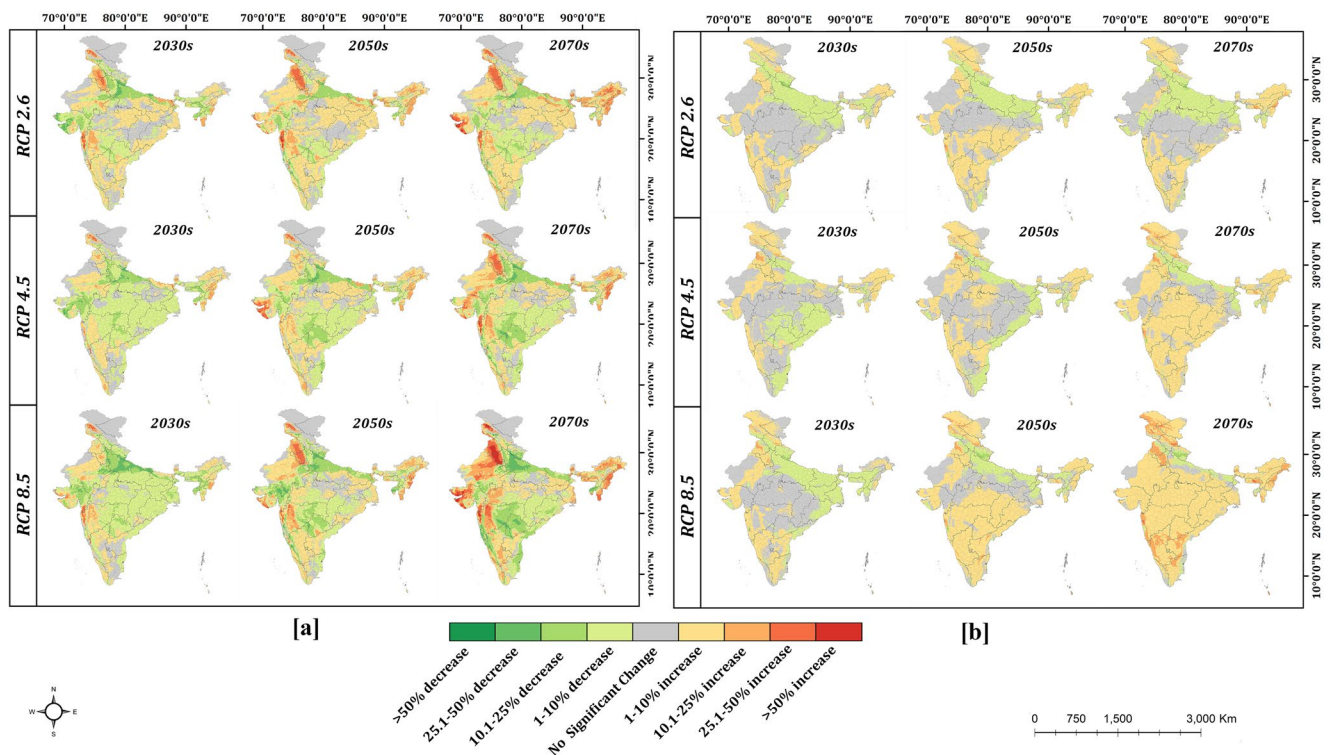 70°0'0"E 80°0'0"E 90°0'0"E 70°0'0"E 80°0'0"E 90°0'0"E 70°0'0"E 80°0'0"E 90°0'0"E
70°0'0"E 80°0'0"E 90°0'0"E 70°0'0"E 80°0'0"E 90°0'0"E 70°0'0"E 80°0'0"E 90°0'0"E
RCP 2.6
2030s 2050s 2070s
RCP 4.5
2030s 2050s 2070s
RCP 8.5
2030s 2050s 2070s
RCP 2.6
2030s 2050s 2070s
30°0'0"N
20°0'0"N
10°0'0"N
RCP 4.5
2030s 2050s 2070s
30°0'0"N
20°0'0"N
10°0'0"N
RCP 8.5
2030s 2050s 2070s
30°0'0"N
20°0'0"N
10°0'0"N
[a]
[b]
>50% decrease
25.1-50% decrease
10.1-25% decrease
1-10% decrease
No Significant Change
1-10% increase
10.1-25% increase
25.1-50% increase
>50% increase
N
W E
S
0 750 1,500 3,000 Km